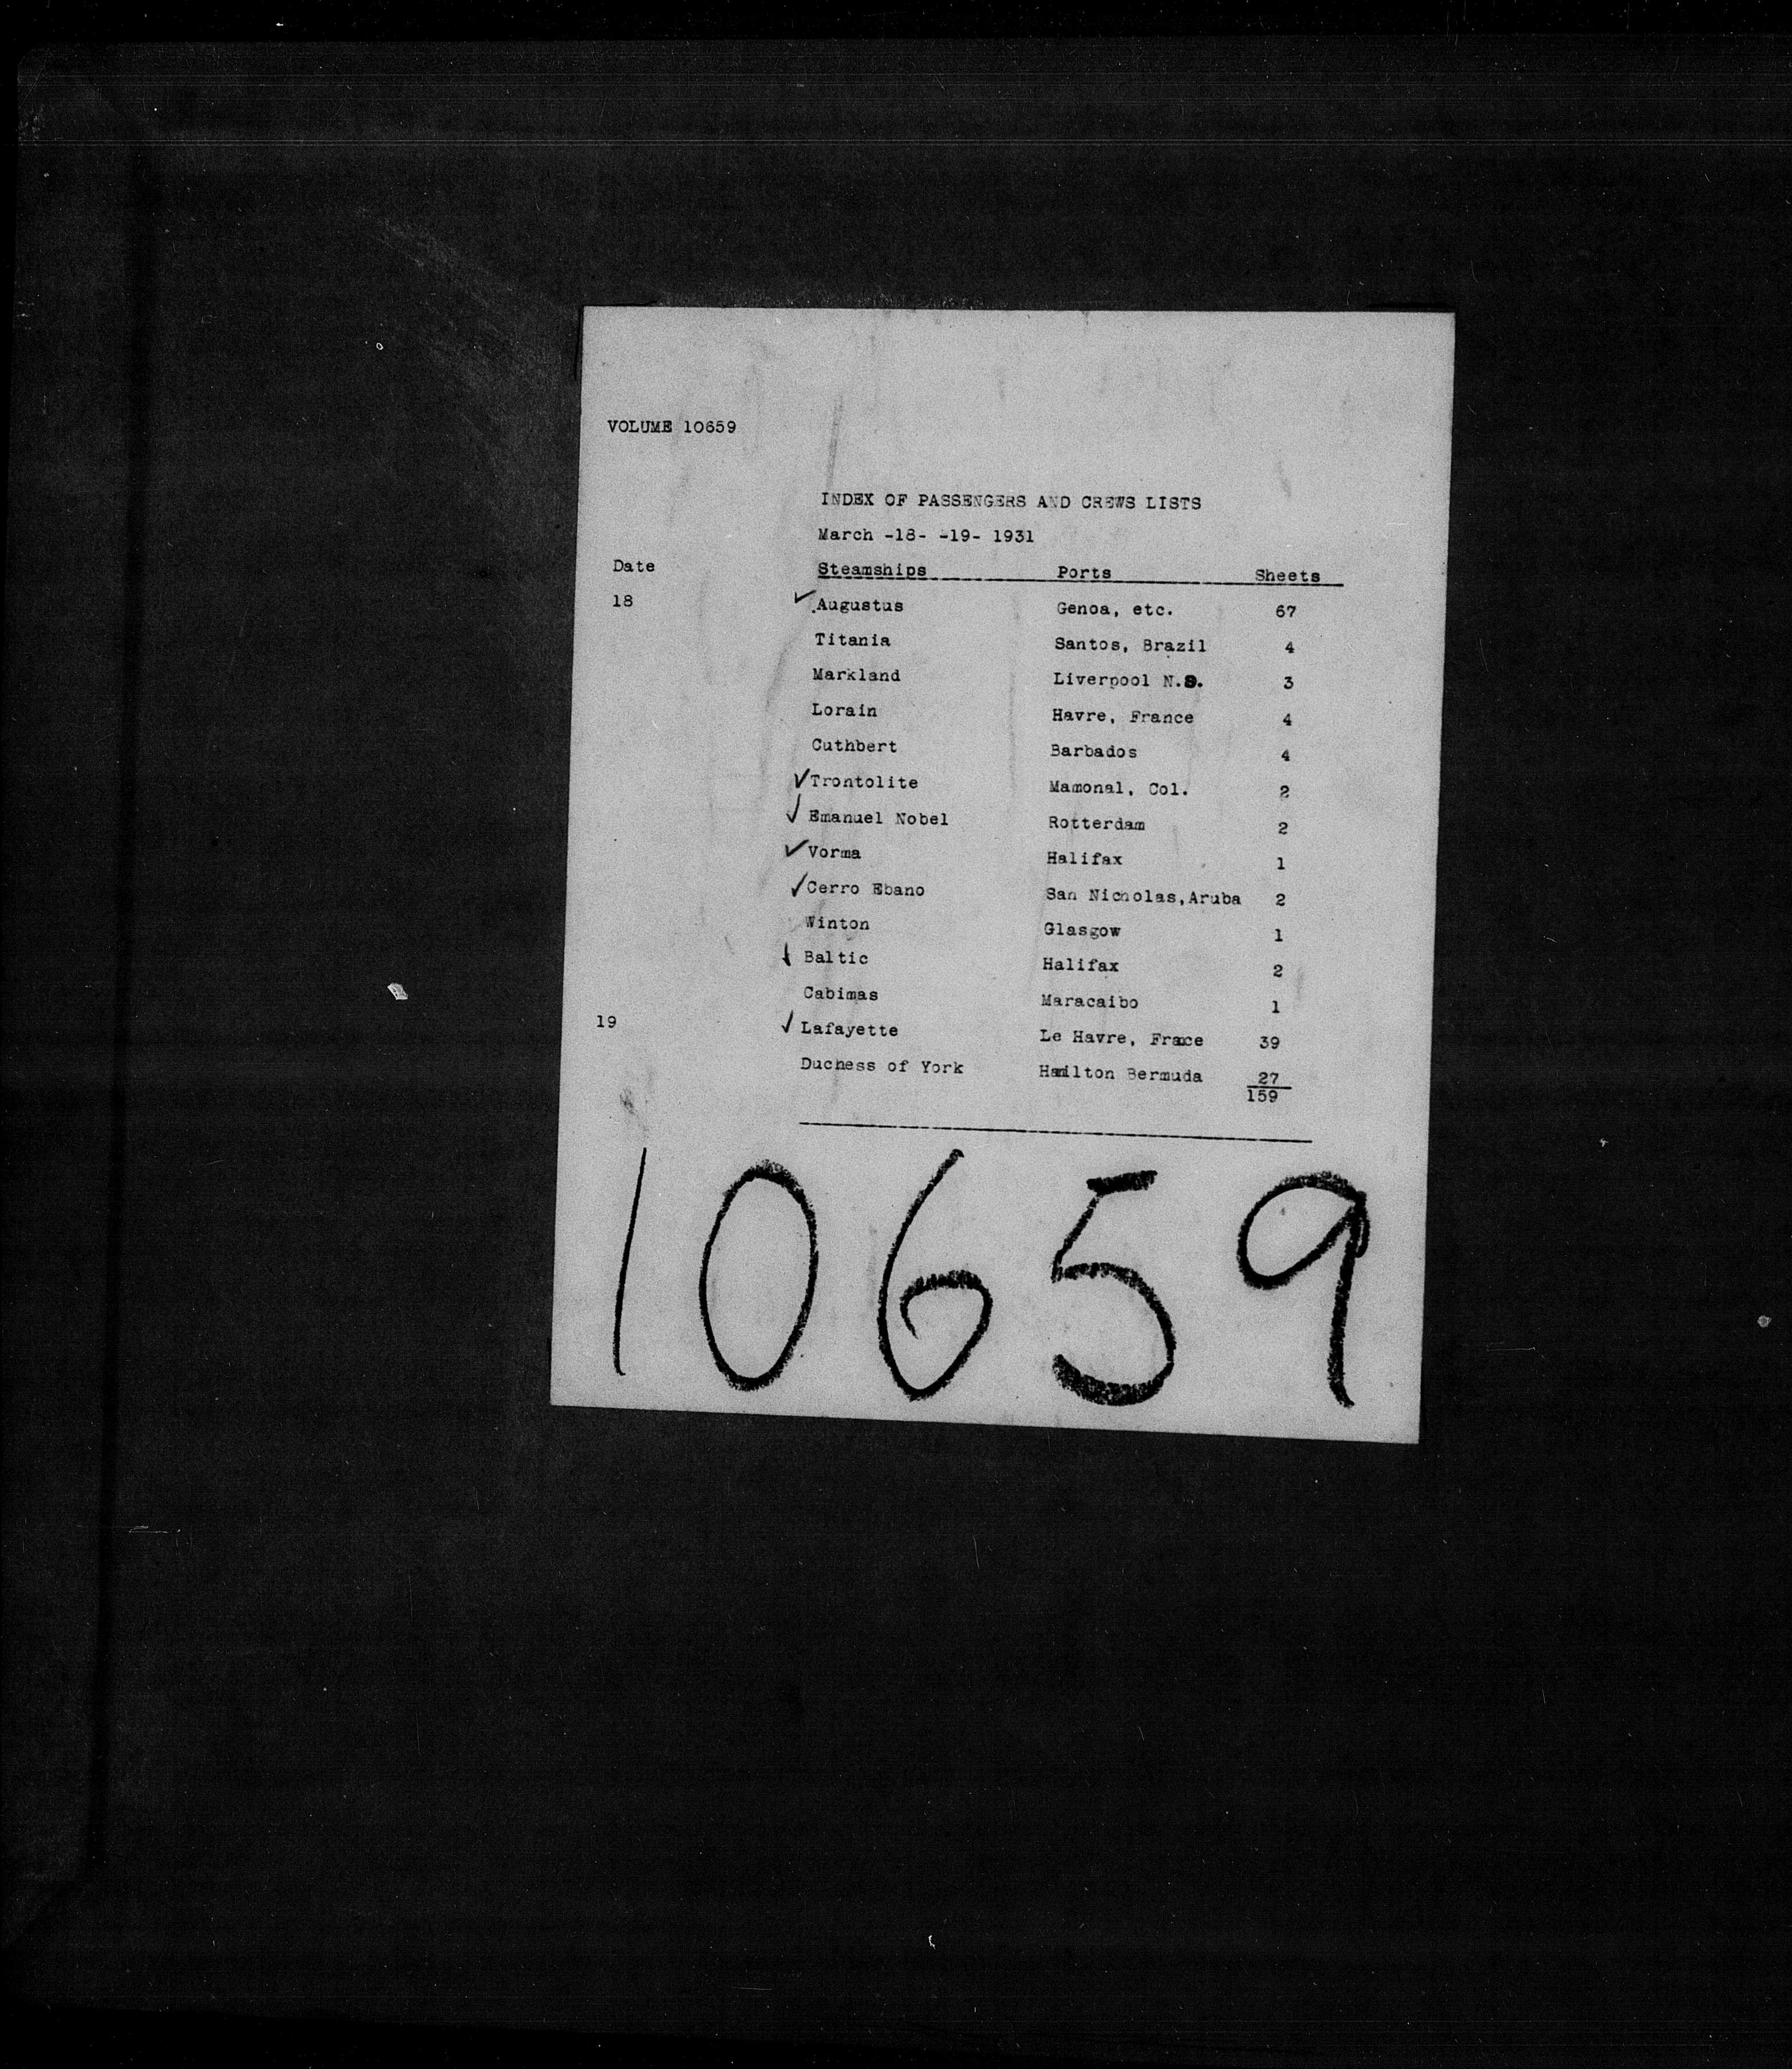 VOLUME 10659
INDEX OF PASSENGERS AND CREWS LISTS
March -18- -19- 1931
Date Steamships Ports Sheets
18 ✓ Augustus Genoa, etc. 67
Titania Santos, Brazil 4
Markland Liverpool N.S. 3
Lorain Havre, France 4
Cuthbert Barbados 4
✓ Trontolite Mamonal, Col. 2
✓ Emanuel Nobel Rotterdam 2
✓ Vorma Halifax 1
✓ Cerro Ebano San Nicholas,Aruba 2
Winton Glasgow 1
✓ Baltic Halifax 2
Cabimas Maracaibo 1
19 ✓ Lafayette Le Havre, Frace 39
Duchess of York Hamilton Bermuda 27
159
10659